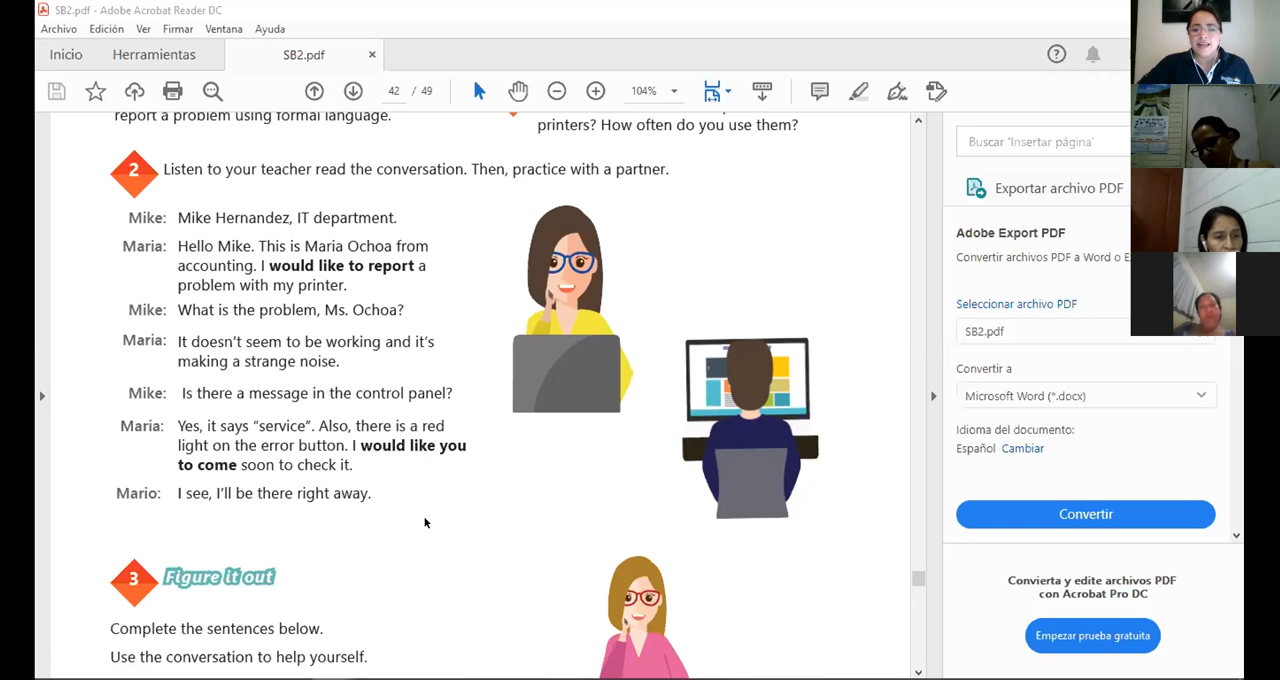 SB2.pdf - Adobe Acrobat Reader DC
Archivo Edición Ver Firmar Ventana Ayuda
Inicio Herramientas SB2.pdf ×
42 / 49 104%
report a problem using formal language.
printers? How often do you use them?
2 Listen to your teacher read the conversation. Then, practice with a partner.
Mike: Mike Hernandez, IT department.
Maria: Hello Mike. This is Maria Ochoa from
accounting. I would like to report a
problem with my printer.
Mike: What is the problem, Ms. Ochoa?
Maria: It doesn't seem to be working and it's
making a strange noise.
Mike: Is there a message in the control panel?
Maria: Yes, it says “service”. Also, there is a red
light on the error button. I would like you
to come soon to check it.
Mario: I see, I'll be there right away.
3 Figure it out
Complete the sentences below.
Use the conversation to help yourself.
Buscar 'Insertar página'
Exportar archivo PDF
Adobe Export PDF
Convertir archivos PDF a Word o E
Seleccionar archivo PDF
SB2.pdf
Convertir a
Microsoft Word (*.docx)
Idioma del documento:
Español Cambiar
Convertir
Convierta y edite archivos PDF
con Acrobat Pro DC
Empezar prueba gratuita